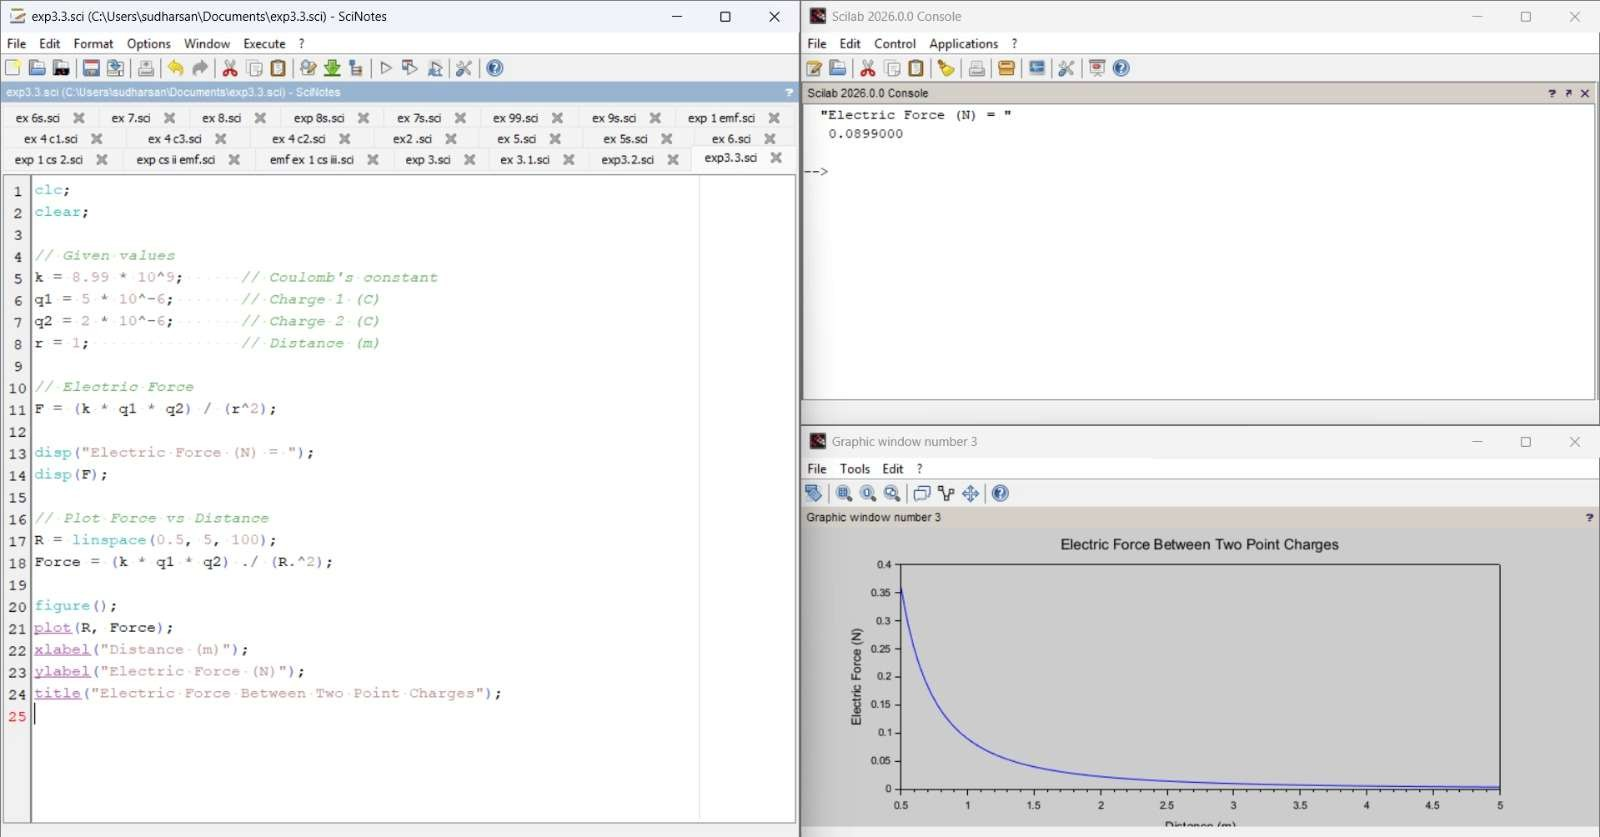 exp3.3.sci (C:\Users\sudharsan\Documents\exp3.3.sci) - SciNotes
File Edit Format Options Window Execute ?
exp3.3.sci (C:\Users\sudharsan\Documents\exp3.3.sci) - SciNotes ?
ex 6s.sci ex 7.sci ex 8.sci exp 8s.sci ex 7s.sci ex 99.sci ex 9s.sci exp 1 emf.sci
ex 4 c1.sci ex 4 c3.sci ex 4 c2.sci ex2 .sci ex 5.sci ex 5s.sci ex 6.sci
exp 1 cs 2.sci exp cs ii emf.sci emf ex 1 cs iii.sci exp 3.sci ex 3.1.sci exp3.2.sci exp3.3.sci
1 clc;
2 clear;
3
4 // Given values
5 k = 8.99 * 10^9; // Coulomb's constant
6 q1 = 5 * 10^-6; // Charge 1 (C)
7 q2 = 2 * 10^-6; // Charge 2 (C)
8 r = 1; // Distance (m)
9
10 // Electric Force
11 F = (k * q1 * q2) / (r^2);
12
13 disp("Electric Force (N) = ");
14 disp(F);
15
16 // Plot Force vs Distance
17 R = linspace(0.5, 5, 100);
18 Force = (k * q1 * q2) ./ (R.^2);
19
20 figure();
21 plot(R, Force);
22 xlabel("Distance (m)");
23 ylabel("Electric Force (N)");
24 title("Electric Force Between Two Point Charges");
25
Scilab 2026.0.0 Console
File Edit Control Applications ?
Scilab 2026.0.0 Console ?
"Electric Force (N) = "
0.0899000
-->
Graphic window number 3
File Tools Edit ?
Graphic window number 3 ?
Electric Force Between Two Point Charges
Electric Force (N)
0.4
0.35
0.3
0.25
0.2
0.15
0.1
0.05
0
0.5 1 1.5 2 2.5 3 3.5 4 4.5 5
Distance (m)